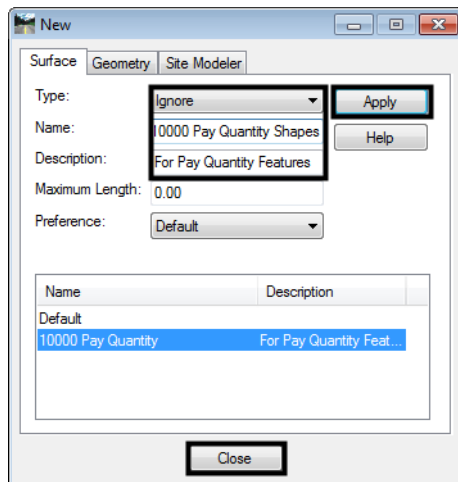 New
Surface Geometry Site Modeler
Type: Ignore Apply
Name: 10000 Pay Quantity Shapes Help
Description: For Pay Quantity Features
Maximum Length: 0.00
Preference: Default
Name Description
Default
10000 Pay Quantity For Pay Quantity Feat...
Close